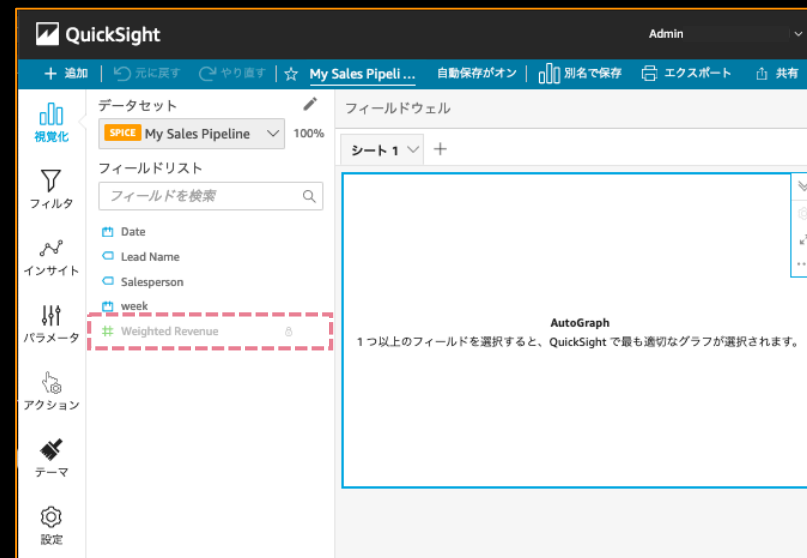 QuickSight
Admin
追加
元に戻す
やり直す
My Sales Pipeli ...
自動保存がオン
別名で保存
エクスポート
共有
視覚化
フィルタ
インサイト
パラメータ
アクション
テーマ
設定
データセット
SPICE My Sales Pipeline
100%
フィールドリスト
フィールドを検索
Date
Lead Name
Salesperson
week
Weighted Revenue
フィールドウェル
シート 1
AutoGraph
1 つ以上のフィールドを選択すると、QuickSight で最も適切なグラフが選択されます。